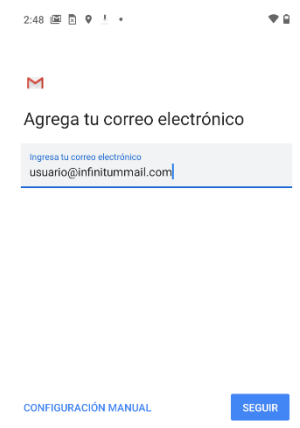 2:48
Agrega tu correo electrónico
Ingresa tu correo electrónico
usuario@infinitummail.com
CONFIGURACIÓN MANUAL
SEGUIR